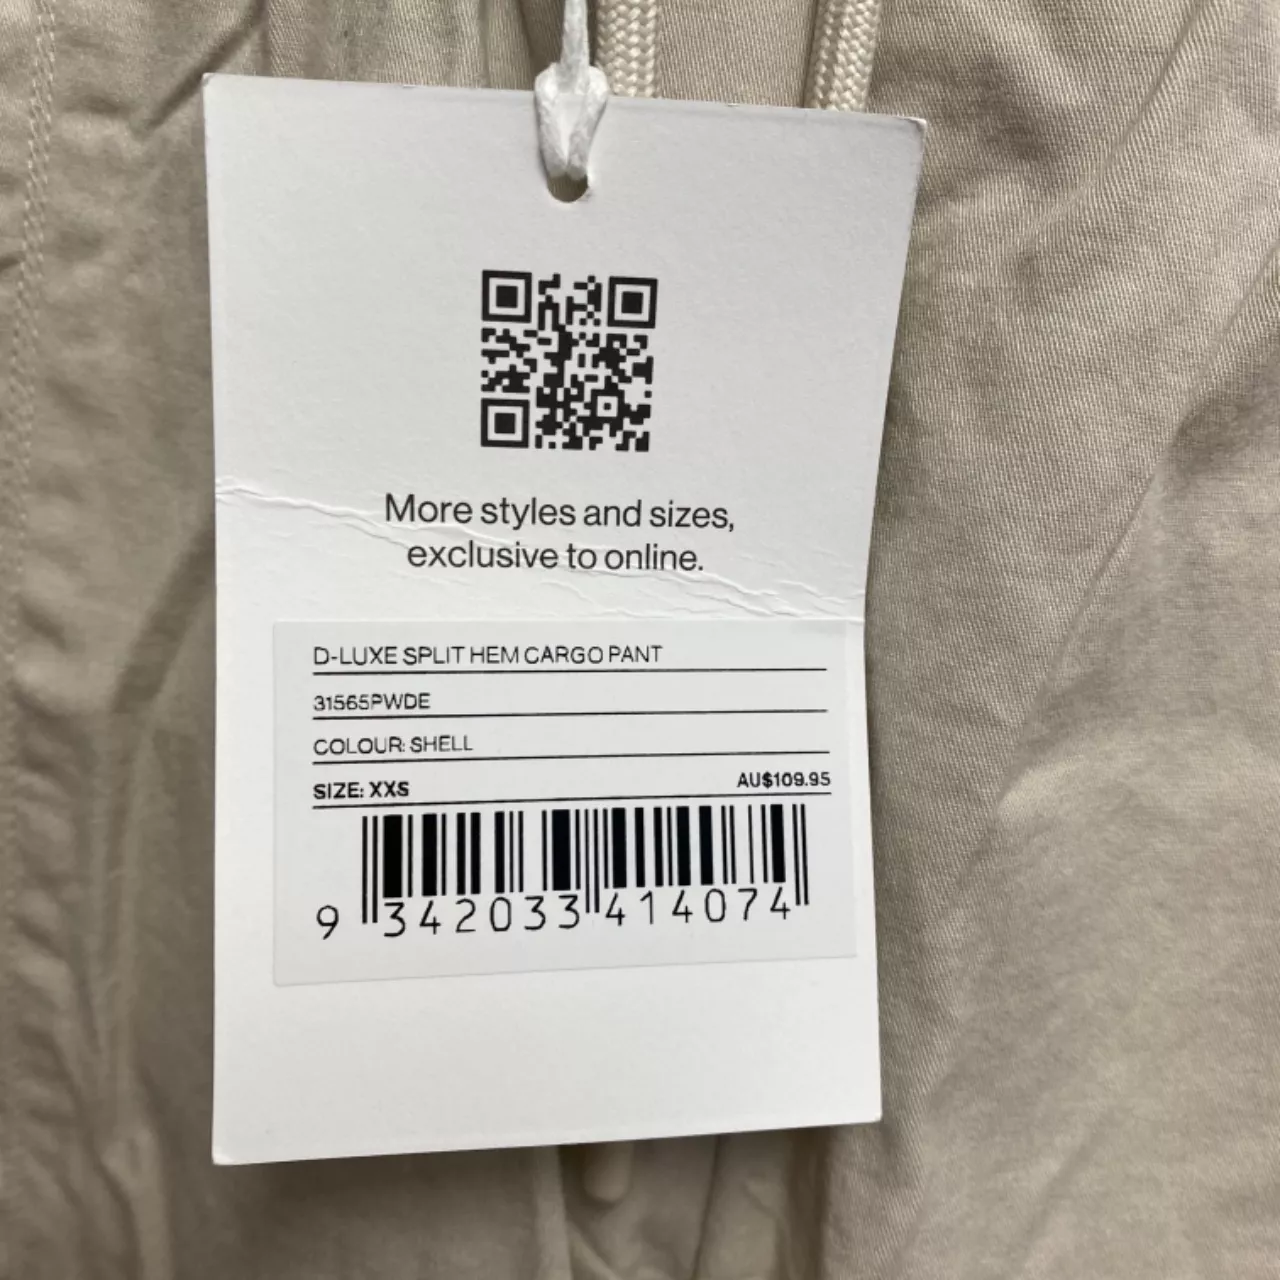 More styles and sizes,
exclusive to online.
D-LUXE SPLIT HEM CARGO PANT
31565PWDE
COLOUR: SHELL
SIZE: XXS AU$109.95
9 342033 414074